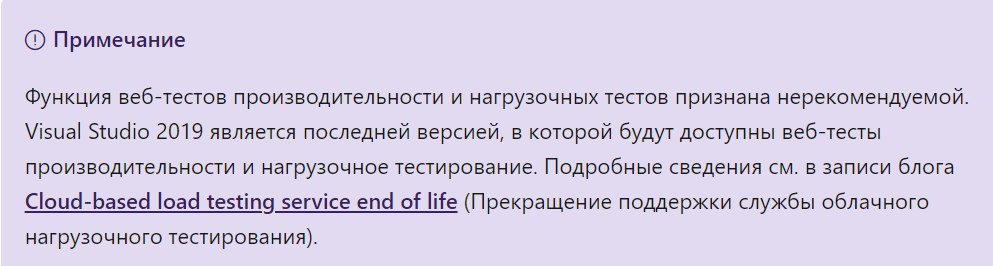 Примечание
Функция веб-тестов производительности и нагрузочных тестов признана нерекомендуемой.
Visual Studio 2019 является последней версией, в которой будут доступны веб-тесты
производительности и нагрузочное тестирование. Подробные сведения см. в записи блога
Cloud-based load testing service end of life (Прекращение поддержки службы облачного
нагрузочного тестирования).